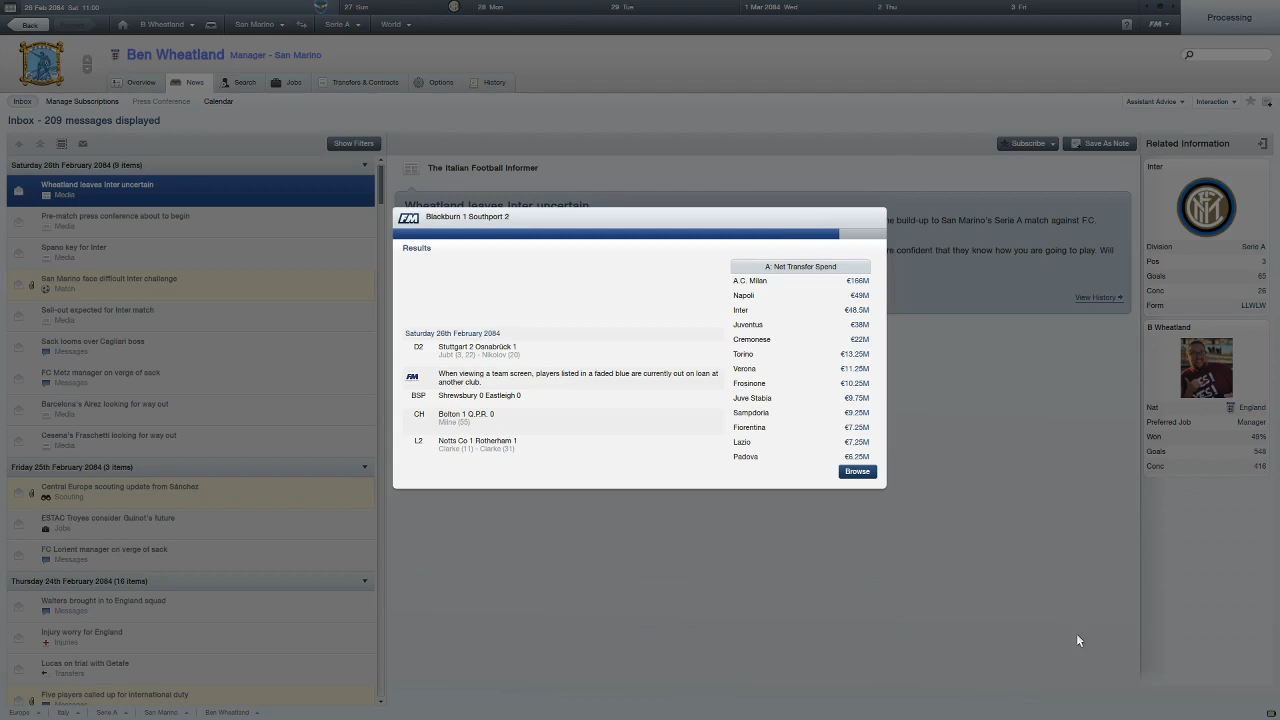 26 Feb 2084 Sat 11:00
27 Sun
28 Mon
29 Tue
1 Mar 2084 Wed
2 Thu
3 Fri
Processing
Back
B Wheatland
San Marino
Serie A
World
FM
Ben Wheatland Manager - San Marino
Overview
News
Search
Jobs
Transfers & Contracts
Options
History
Inbox
Manage Subscriptions
Press Conference
Calendar
Assistant Advice
Interaction
Inbox - 209 messages displayed
Show Filters
Subscribe
Save As Note
Related Information
Saturday 26th February 2084 (9 items)
Wheatland leaves Inter uncertain
Media
Pre-match press conference about to begin
Media
Spano key for Inter
Media
San Marino face difficult Inter challenge
Match
Sell-out expected for Inter match
Media
Sack looms over Cagliari boss
Messages
FC Metz manager on verge of sack
Messages
Barcelona's Airez looking for way out
Media
Cesena's Fraschetti looking for way out
Media
Friday 25th February 2084 (3 items)
Central Europe scouting update from Sánchez
Scouting
ESTAC Troyes consider Guinot's future
Jobs
FC Lorient manager on verge of sack
Messages
Thursday 24th February 2084 (16 items)
Walters brought in to England squad
Messages
Injury worry for England
Injuries
Lucas on trial with Getafe
Transfers
Five players called up for international duty
Messages
The Italian Football Informer
Wheatland leaves Inter uncertain
he build-up to San Marino's Serie A match against F.C.
e confident that they know how you are going to play. Will
View History
FM Blackburn 1 Southport 2
Results
Saturday 26th February 2084
D2 Stuttgart 2 Osnabrück 1
Jubt (3, 22) - Nikolov (20)
FM When viewing a team screen, players listed in a faded blue are currently out on loan at
another club.
BSP Shrewsbury 0 Eastleigh 0
CH Bolton 1 Q.P.R. 0
Milne (55)
L2 Notts Co 1 Rotherham 1
Clarke (11) - Clarke (31)
A: Net Transfer Spend
A.C. Milan €166M
Napoli €49M
Inter €48.5M
Juventus €38M
Cremonese €22M
Torino €13.25M
Verona €11.25M
Frosinone €10.25M
Juve Stabia €9.75M
Sampdoria €9.25M
Fiorentina €7.25M
Lazio €7.25M
Padova €6.25M
Browse
Inter
Division Serie A
Pos 3
Goals 65
Conc 26
Form LLWLW
B Wheatland
Nat England
Preferred Job Manager
Won 49%
Goals 548
Conc 416
Europe
Italy
Serie A
San Marino
Ben Wheatland